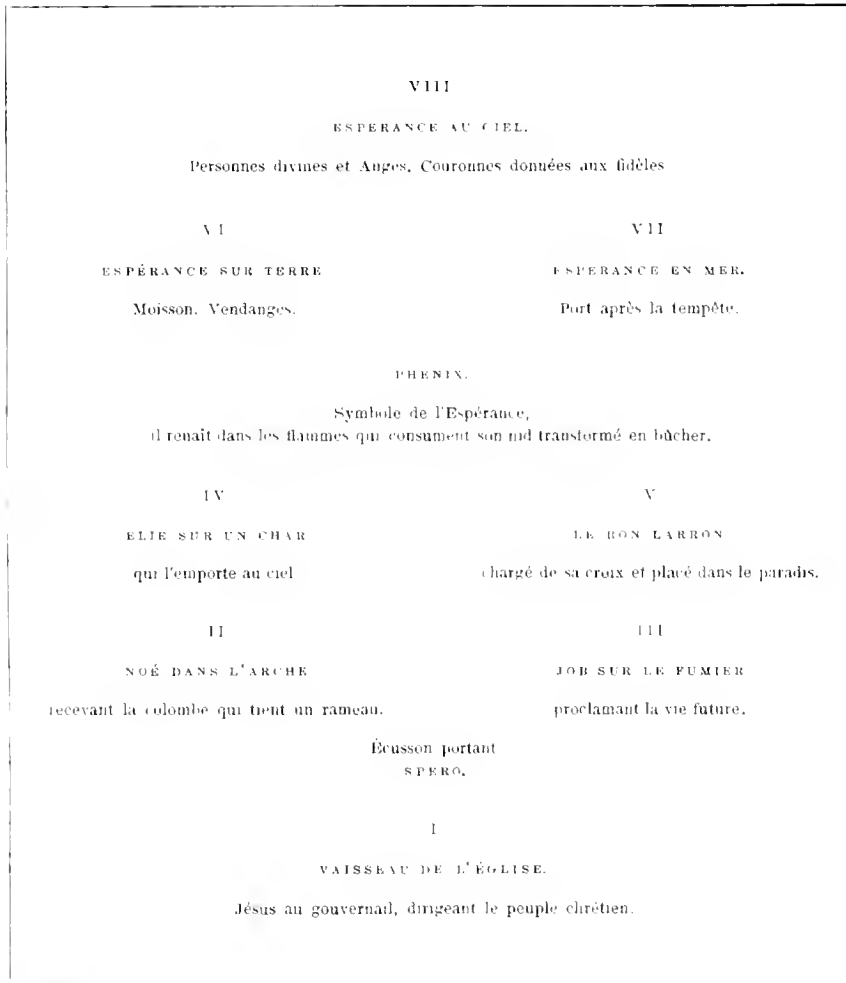 VIII
ESPERANCE AU CIEL.
Personnes divines et Anges. Couronnes données aux fidèles
VI
ESPÉRANCE SUR TERRE
Moisson. Vendanges.
VII
ESPERANCE EN MER.
Port après la tempête.
PHENIX.
Symbole de l'Espérance,
il renaît dans les flammes qui consument son nid transformé en bûcher.
IV
ELIE SUR UN CHAR
qui l'emporte au ciel
V
LE BON LARRON
chargé de sa croix et placé dans le paradis.
II
NOÉ DANS L'ARCHE
recevant la colombe qui tient un rameau.
III
JOB SUR LE FUMIER
proclamant la vie future.
Écusson portant
SPERO.
I
VAISSEAU DE L'ÉGLISE.
Jésus au gouvernail, dirigeant le peuple chrétien.